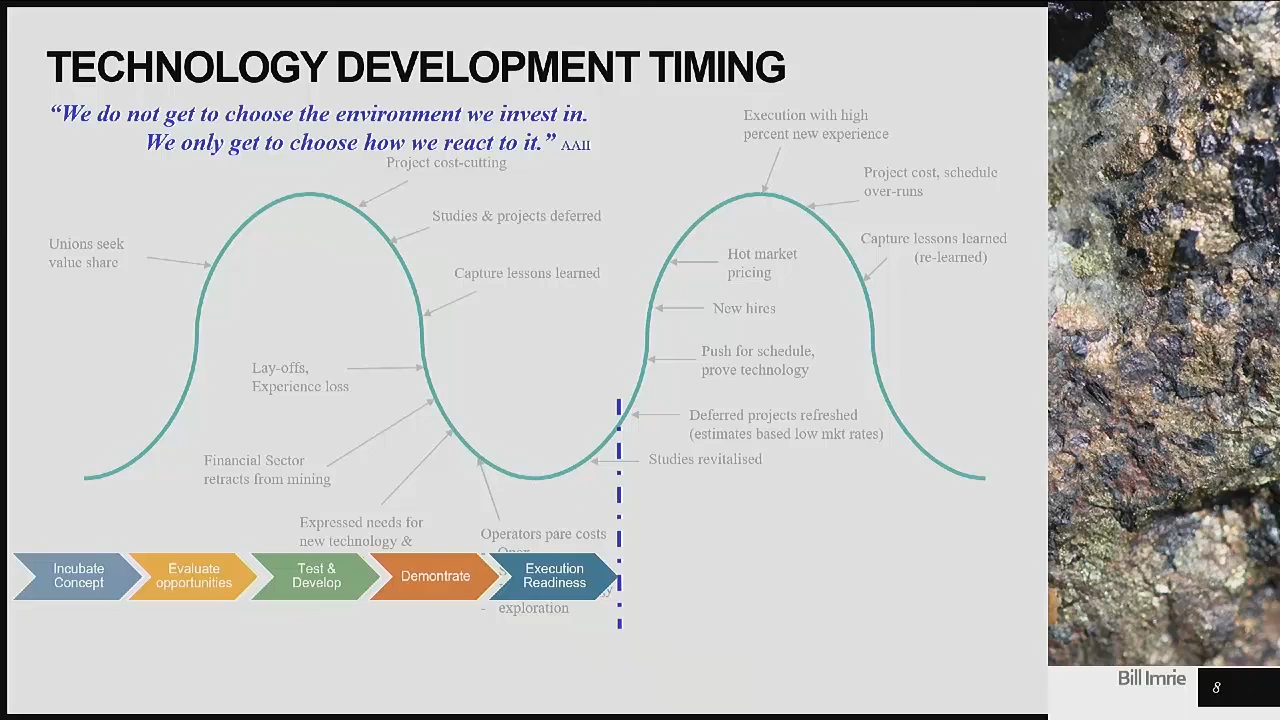 TECHNOLOGY DEVELOPMENT TIMING
“We do not get to choose the environment we invest in.
We only get to choose how we react to it.” AAII
Project cost-cutting
Studies & projects deferred
Capture lessons learned
Unions seek
value share
Lay-offs,
Experience loss
Financial Sector
retracts from mining
Expressed needs for
new technology &
Operators pare costs
exploration
Execution with high
percent new experience
Project cost, schedule
over-runs
Capture lessons learned
(re-learned)
Hot market
pricing
New hires
Push for schedule,
prove technology
Deferred projects refreshed
(estimates based low mkt rates)
Studies revitalised
Incubate
Concept
Evaluate
opportunities
Test &
Develop
Demontrate
Execution
Readiness
Bill Imrie
8